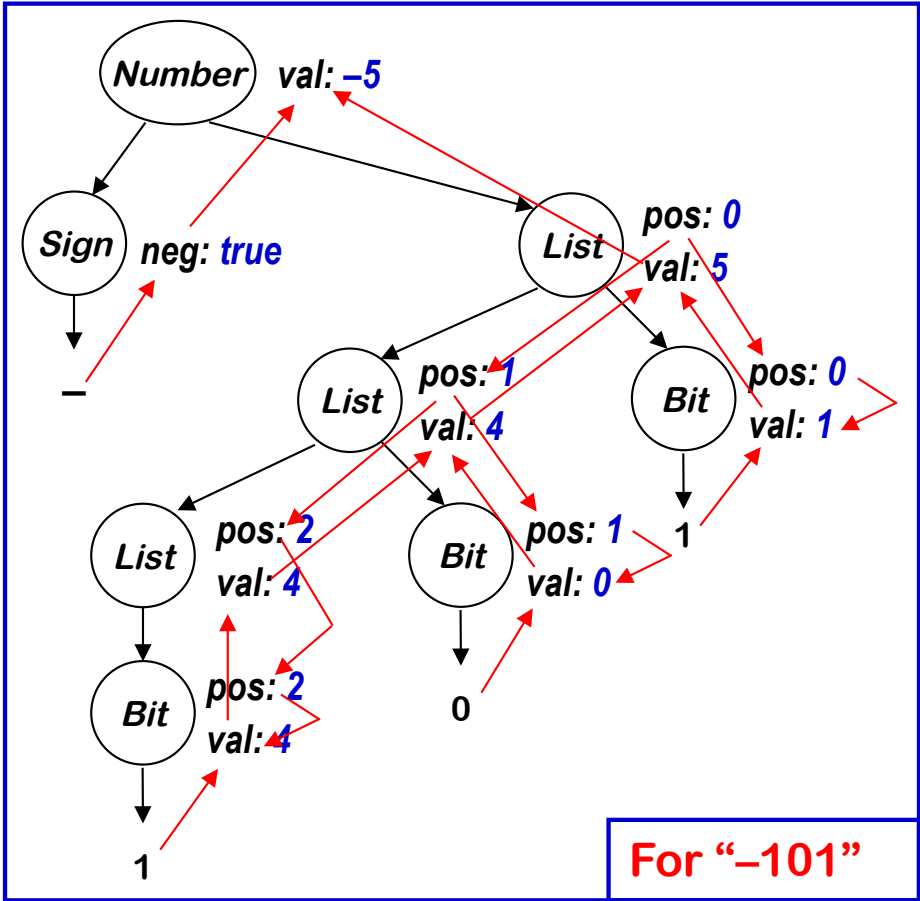 Number val: –5
Sign neg: true
List pos: 0
val: 5
–
List pos: 1
val: 4
Bit pos: 0
val: 1
List pos: 2
val: 4
Bit pos: 1
val: 0
1
Bit pos: 2
val: 4
0
1
For “–101”